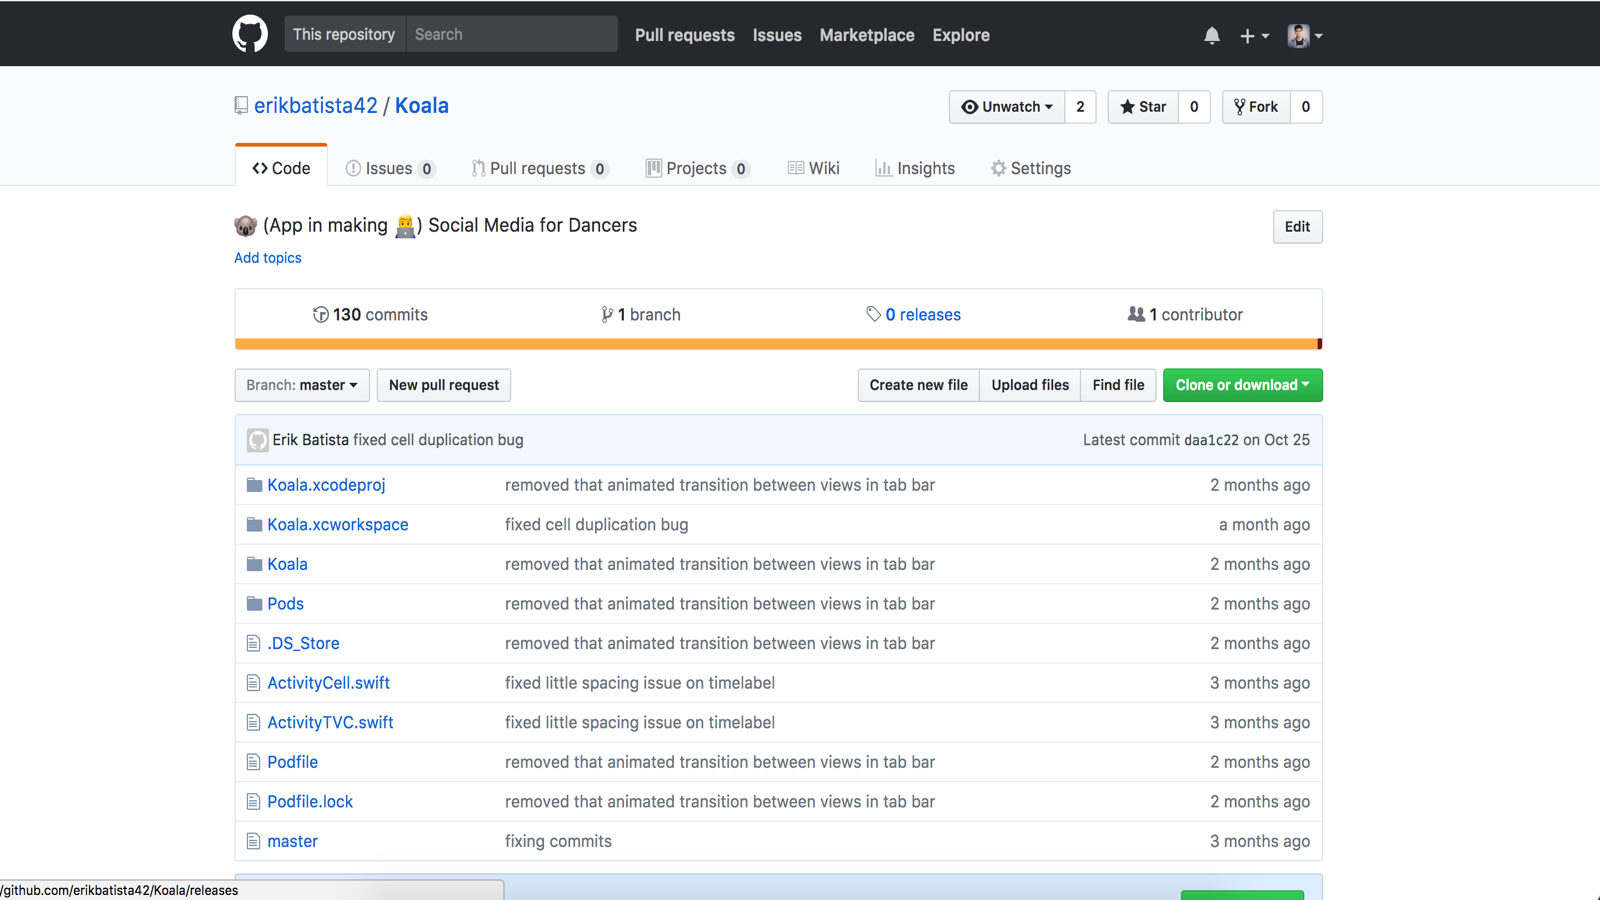 This repository Search Pull requests Issues Marketplace Explore
erikbatista42 / Koala Unwatch 2 Star 0 Fork 0
Code Issues 0 Pull requests 0 Projects 0 Wiki Insights Settings
🐨 (App in making 👨‍💻) Social Media for Dancers Edit
Add topics
130 commits 1 branch 0 releases 1 contributor
Branch: master New pull request Create new file Upload files Find file Clone or download
Erik Batista fixed cell duplication bug Latest commit daa1c22 on Oct 25
Koala.xcodeproj removed that animated transition between views in tab bar 2 months ago
Koala.xcworkspace fixed cell duplication bug a month ago
Koala removed that animated transition between views in tab bar 2 months ago
Pods removed that animated transition between views in tab bar 2 months ago
.DS_Store removed that animated transition between views in tab bar 2 months ago
ActivityCell.swift fixed little spacing issue on timelabel 3 months ago
ActivityTVC.swift fixed little spacing issue on timelabel 3 months ago
Podfile removed that animated transition between views in tab bar 2 months ago
Podfile.lock removed that animated transition between views in tab bar 2 months ago
master fixing commits 3 months ago
/github.com/erikbatista42/Koala/releases